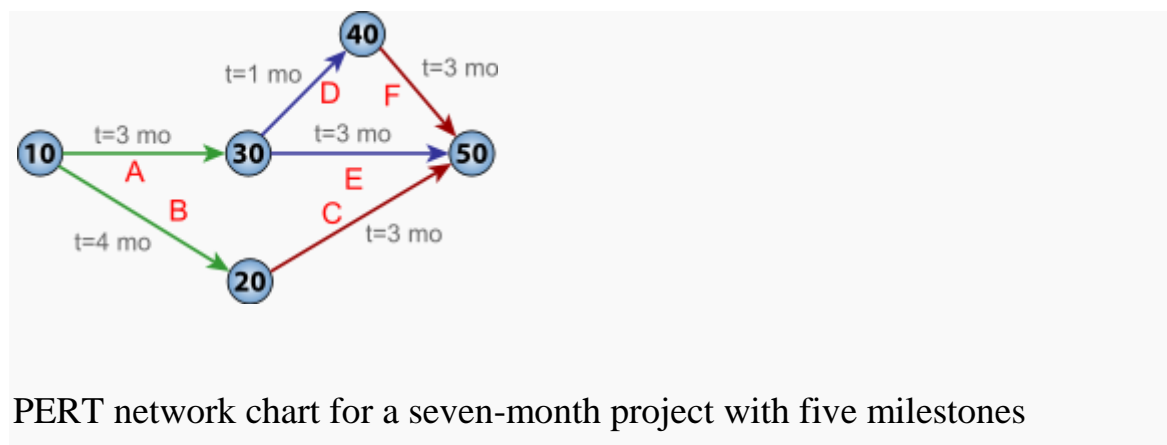 40
t=1 mo
t=3 mo
D
F
t=3 mo
t=3 mo
10
30
50
A
E
B
C
t=4 mo
t=3 mo
20
PERT network chart for a seven-month project with five milestones